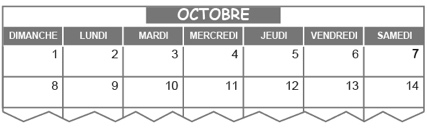 OCTOBRE
DIMANCHE LUNDI MARDI MERCREDI JEUDI VENDREDI SAMEDI
1 2 3 4 5 6 7
8 9 10 11 12 13 14